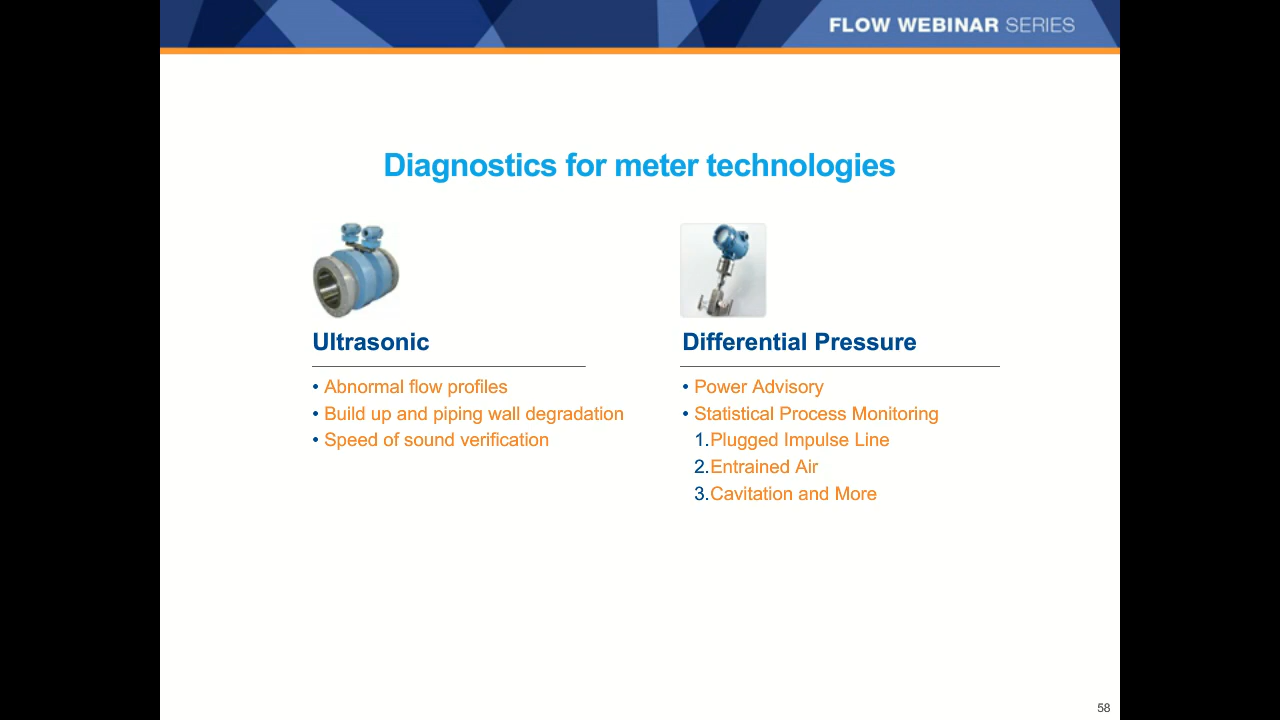 FLOW WEBINAR SERIES
Diagnostics for meter technologies
Ultrasonic
• Abnormal flow profiles
• Build up and piping wall degradation
• Speed of sound verification
Differential Pressure
• Power Advisory
• Statistical Process Monitoring
1.Plugged Impulse Line
2.Entrained Air
3.Cavitation and More
58